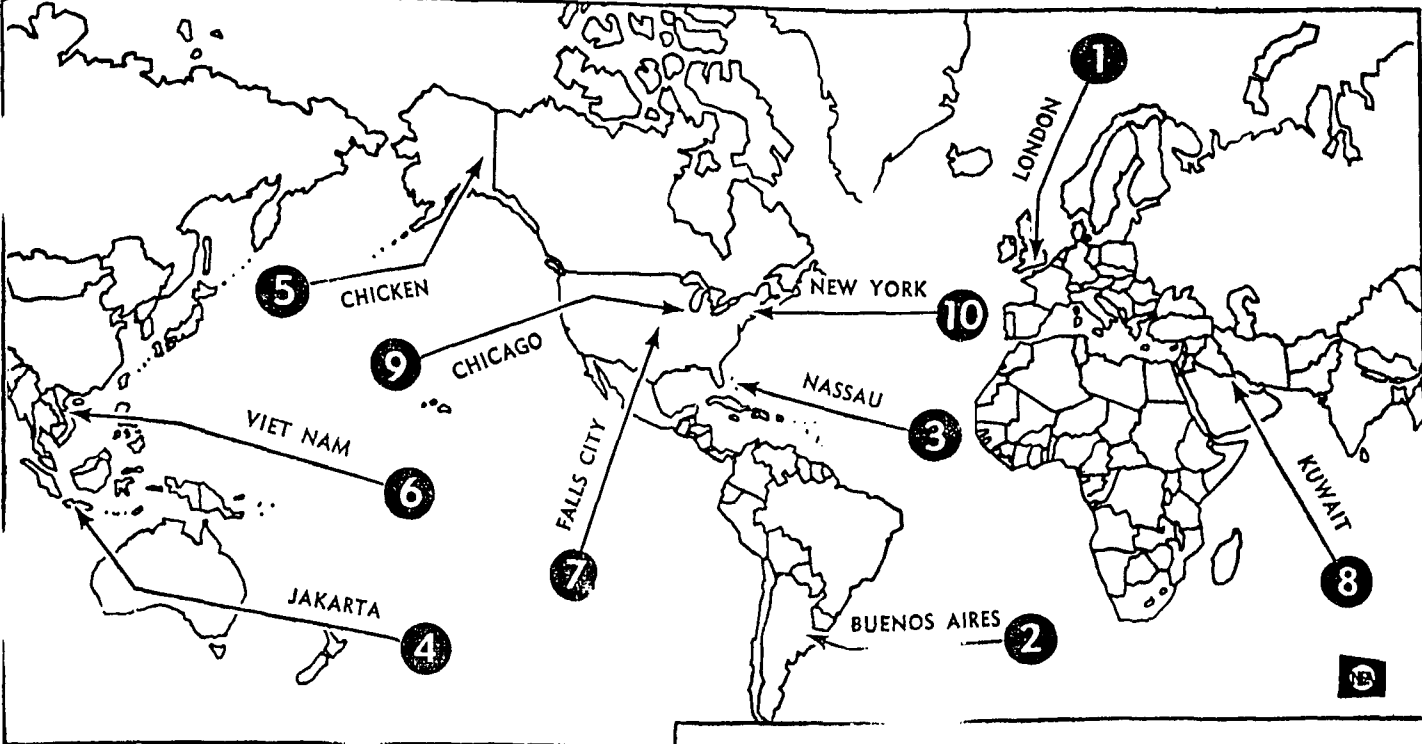 1
LONDON
5
CHICKEN
NEW YORK
10
9
CHICAGO
NASSAU
3
VIET NAM
6
FALLS CITY
7
KUWAIT
8
JAKARTA
4
BUENOS AIRES
2
NEA